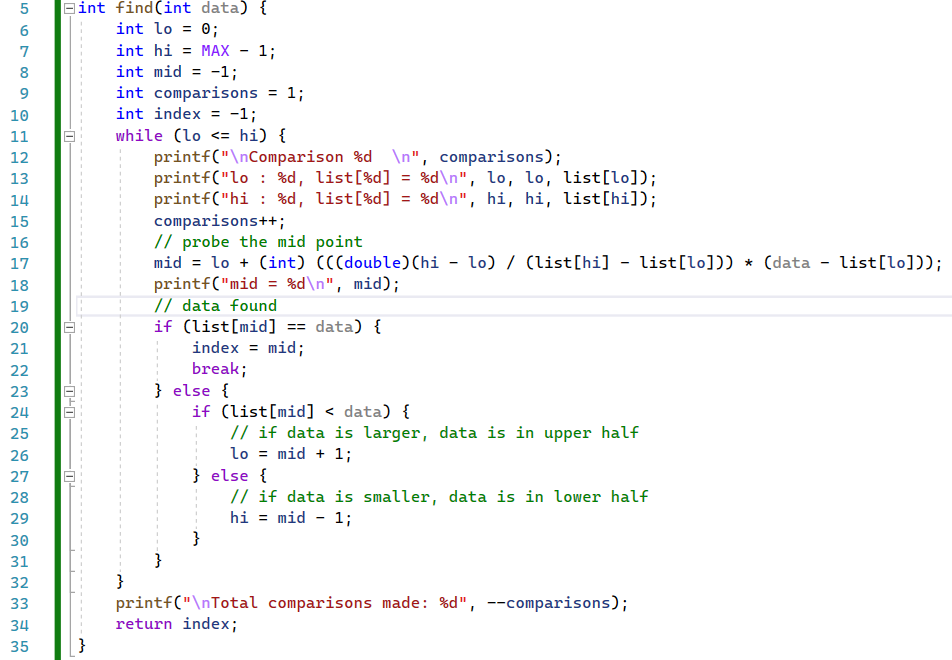 5 int find(int data) {
6     int lo = 0;
7     int hi = MAX - 1;
8     int mid = -1;
9     int comparisons = 1;
10     int index = -1;
11     while (lo <= hi) {
12         printf("\nComparison %d  \n", comparisons);
13         printf("lo : %d, list[%d] = %d\n", lo, lo, list[lo]);
14         printf("hi : %d, list[%d] = %d\n", hi, hi, list[hi]);
15         comparisons++;
16         // probe the mid point
17         mid = lo + (int) (((double)(hi - lo) / (list[hi] - list[lo])) * (data - list[lo]));
18         printf("mid = %d\n", mid);
19         // data found
20         if (list[mid] == data) {
21             index = mid;
22             break;
23         } else {
24             if (list[mid] < data) {
25                 // if data is larger, data is in upper half
26                 lo = mid + 1;
27             } else {
28                 // if data is smaller, data is in lower half
29                 hi = mid - 1;
30             }
31         }
32     }
33     printf("\nTotal comparisons made: %d", --comparisons);
34     return index;
35 }